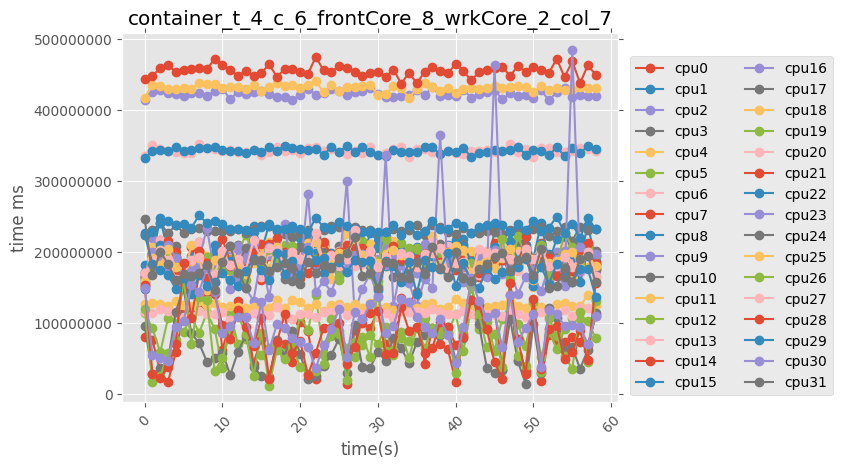 container_t_4_c_6_frontCore_8_wrkCore_2_col_7
time ms
500000000
400000000
300000000
200000000
100000000
0
0
10
20
30
40
50
60
time(s)
cpu0
cpu1
cpu2
cpu3
cpu4
cpu5
cpu6
cpu7
cpu8
cpu9
cpu10
cpu11
cpu12
cpu13
cpu14
cpu15
cpu16
cpu17
cpu18
cpu19
cpu20
cpu21
cpu22
cpu23
cpu24
cpu25
cpu26
cpu27
cpu28
cpu29
cpu30
cpu31